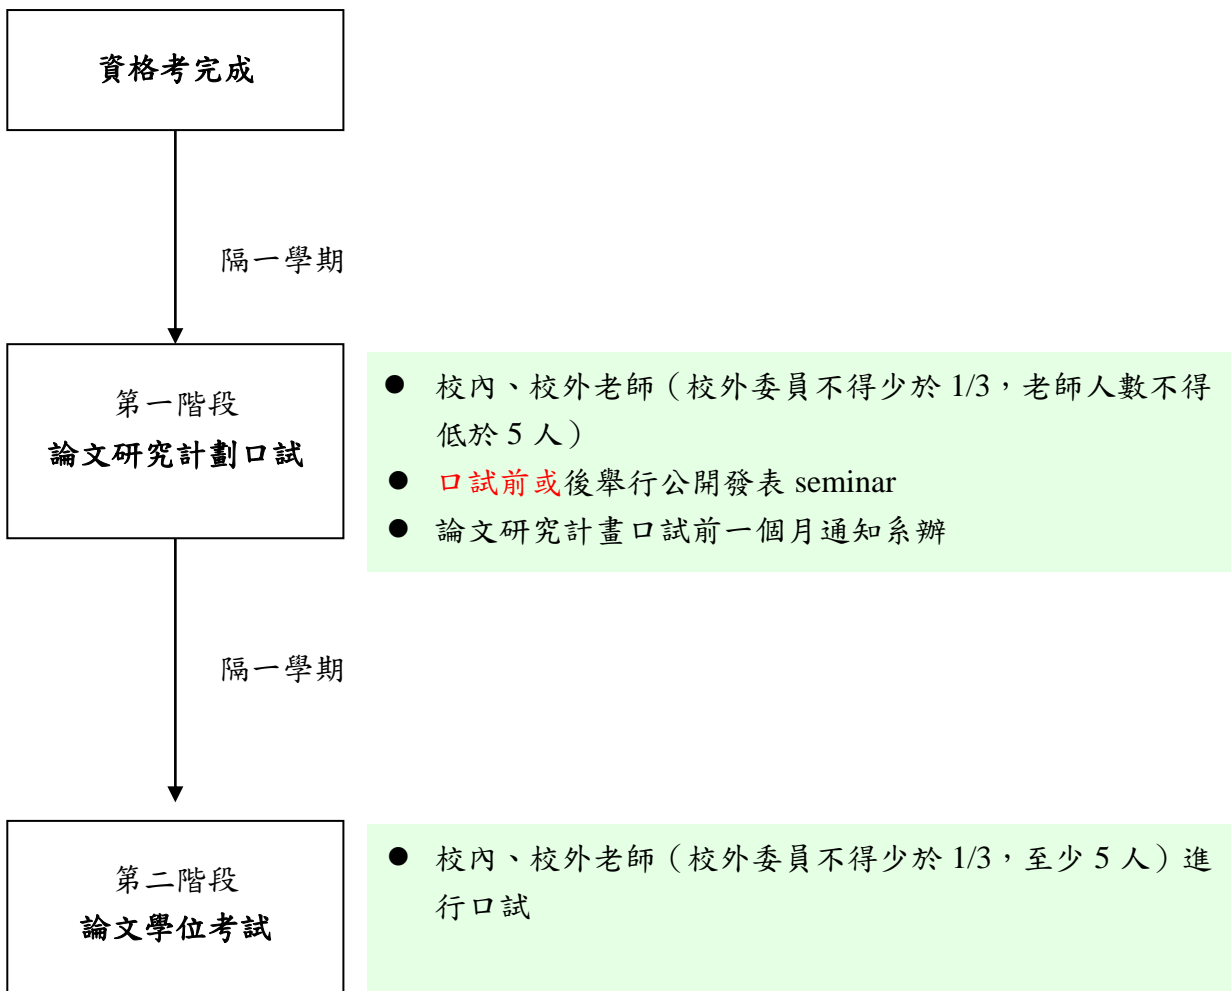 資格考完成
隔一學期
第一階段
論文研究計劃口試
● 校內、校外老師（校外委員不得少於 1/3，老師人數不得
低於 5 人）
● 口試前或後舉行公開發表 seminar
● 論文研究計畫口試前一個月通知系辦
隔一學期
第二階段
論文學位考試
● 校內、校外老師（校外委員不得少於 1/3，至少 5 人）進
行口試